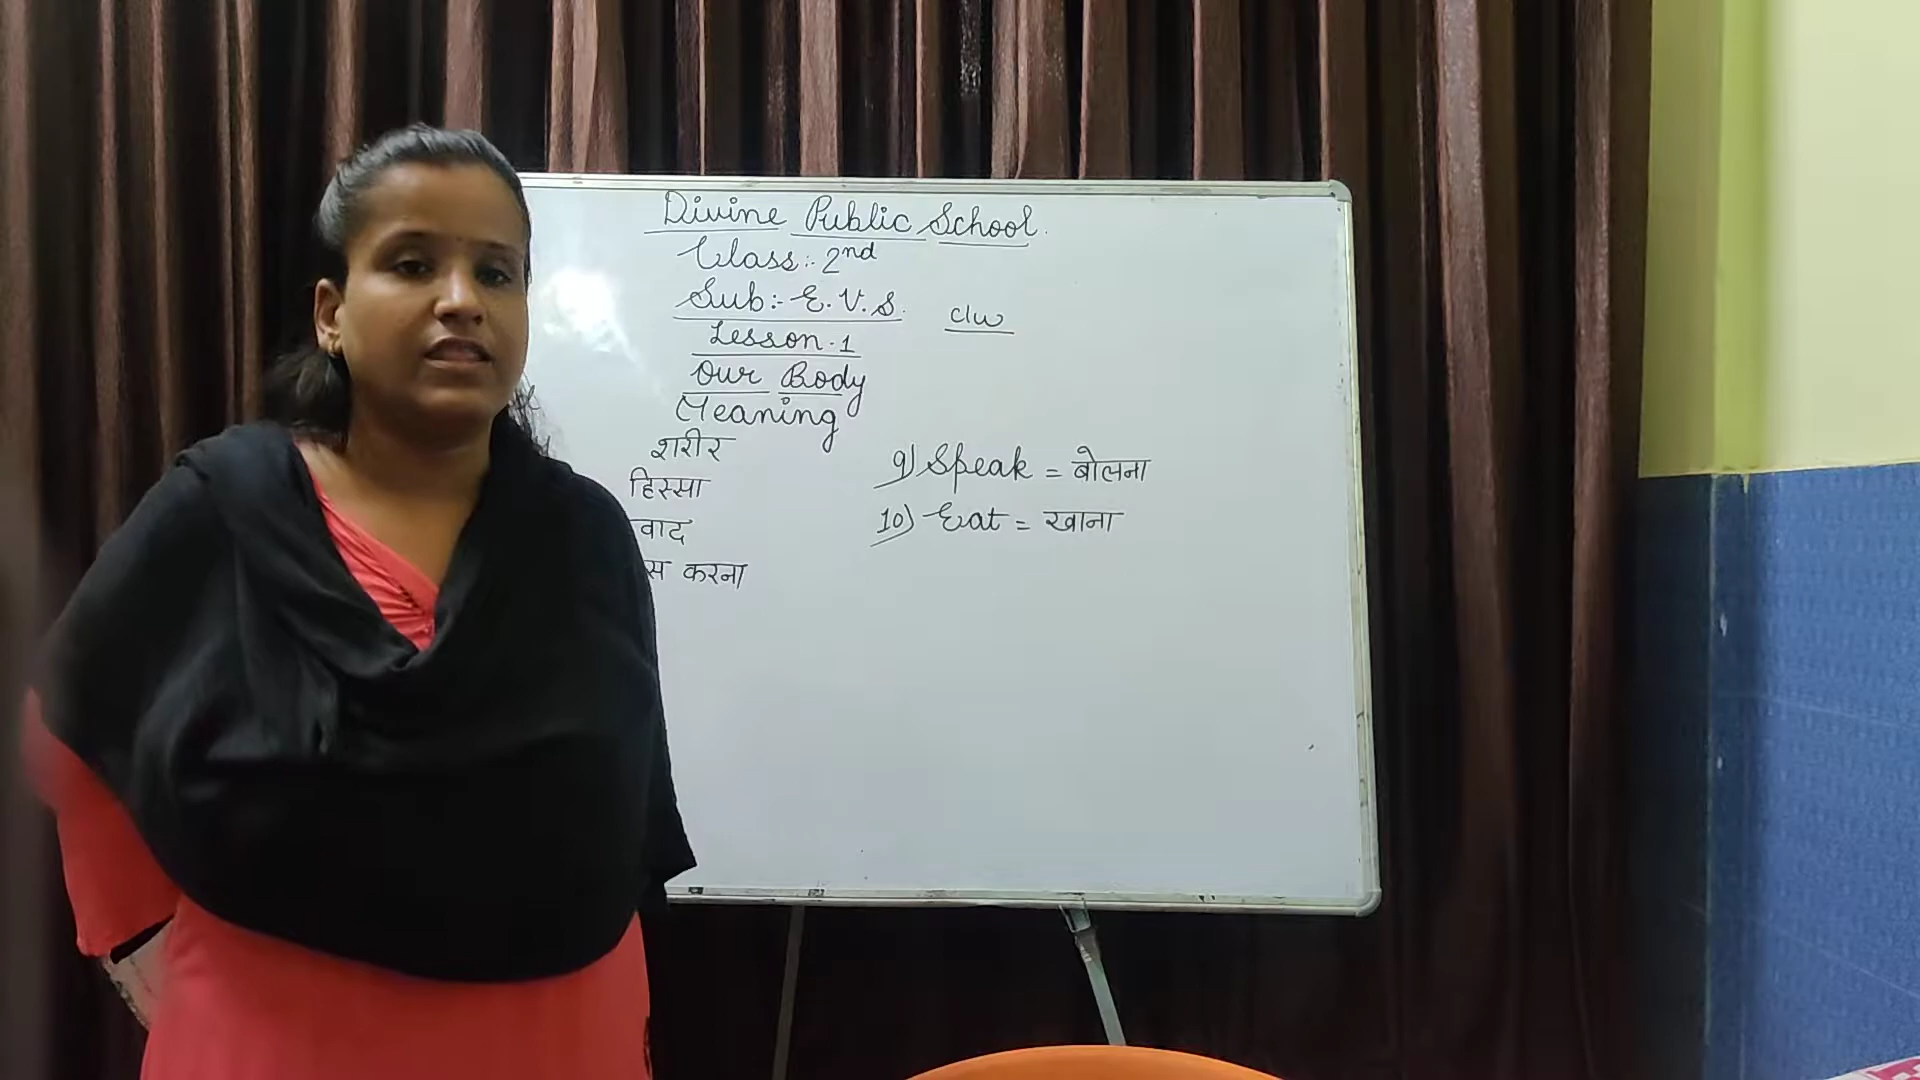 Divine Public School.
Class:- 2nd
Sub:- E.V.S.
c/w
Lesson-1
Our Body
Meaning
शरीर
हिस्सा
वाद
स करना
9) Speak = बोलना
10) Eat = खाना